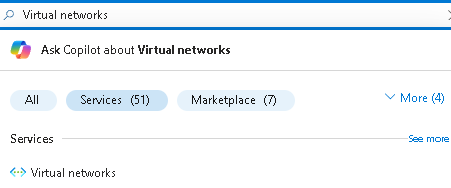 Virtual networks
Ask Copilot about Virtual networks
All Services (51) Marketplace (7) More (4)
Services See more
Virtual networks